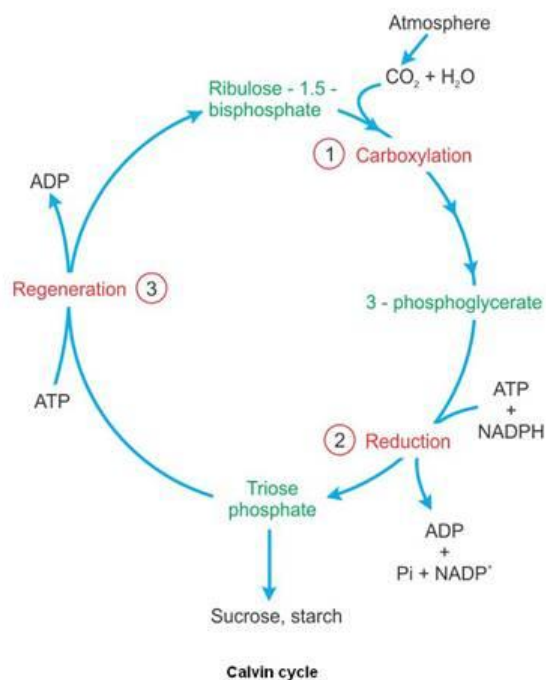 Atmosphere
CO₂ + H₂O
Ribulose - 1.5 -
bisphosphate
1 Carboxylation
ADP
Regeneration 3
3 - phosphoglycerate
ATP
ATP
+
NADPH
2 Reduction
Triose
phosphate
ADP
+
Pi + NADP⁺
Sucrose, starch
Calvin cycle